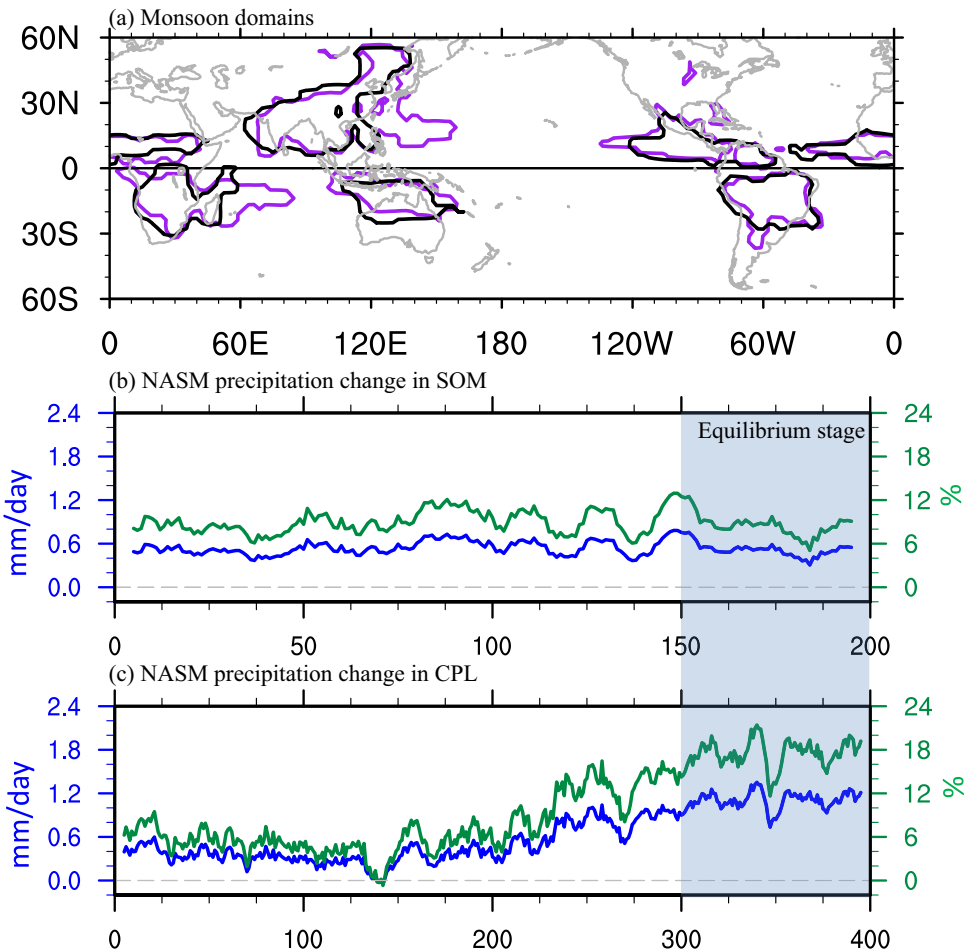 (a) Monsoon domains
60N
30N
0
30S
60S
0 60E 120E 180 120W 60W 0
(b) NASM precipitation change in SOM
2.4
1.8
1.2
0.6
0.0
mm/day
Equilibrium stage
24
18
12
6
0
%
0 50 100 150 200
(c) NASM precipitation change in CPL
2.4
1.8
1.2
0.6
0.0
mm/day
24
18
12
6
0
%
0 100 200 300 400